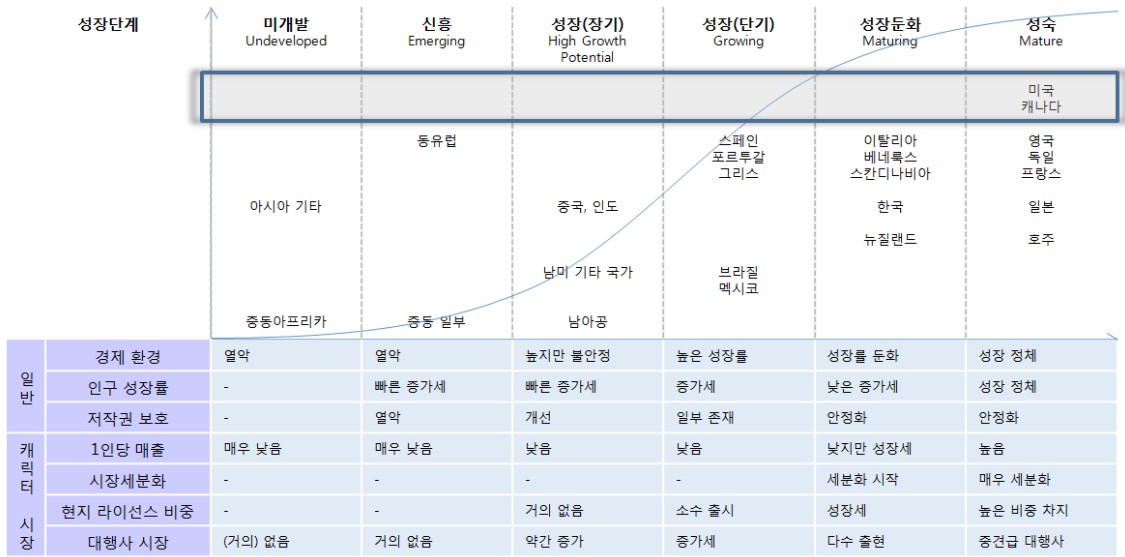 성장단계 미개발 신흥 성장(장기) 성장(단기) 성장둔화 성숙
Undeveloped Emerging High Growth Growing Maturing Mature
Potential
미국
캐나다
동유럽 스페인 이탈리아 영국
포르투갈 베네룩스 독일
그리스 스칸디나비아 프랑스
아시아 기타 중국, 인도 한국 일본
뉴질랜드 호주
남미 기타 국가 브라질
멕시코
중동아프리카 중동 일부 남아공
일반
경제 환경 열악 열악 높지만 불안정 높은 성장률 성장률 둔화 성장 정체
인구 성장률 - 빠른 증가세 빠른 증가세 증가세 낮은 증가세 성장 정체
저작권 보호 - 열악 개선 일부 존재 안정화 안정화
캐릭터 시장
1인당 매출 매우 낮음 매우 낮음 낮음 낮음 낮지만 성장세 높음
시장세분화 - - - - 세분화 시작 매우 세분화
현지 라이선스 비중 - - 거의 없음 소수 출시 성장세 높은 비중 차지
대행사 시장 (거의) 없음 거의 없음 약간 증가 증가세 다수 출현 중견급 대행사